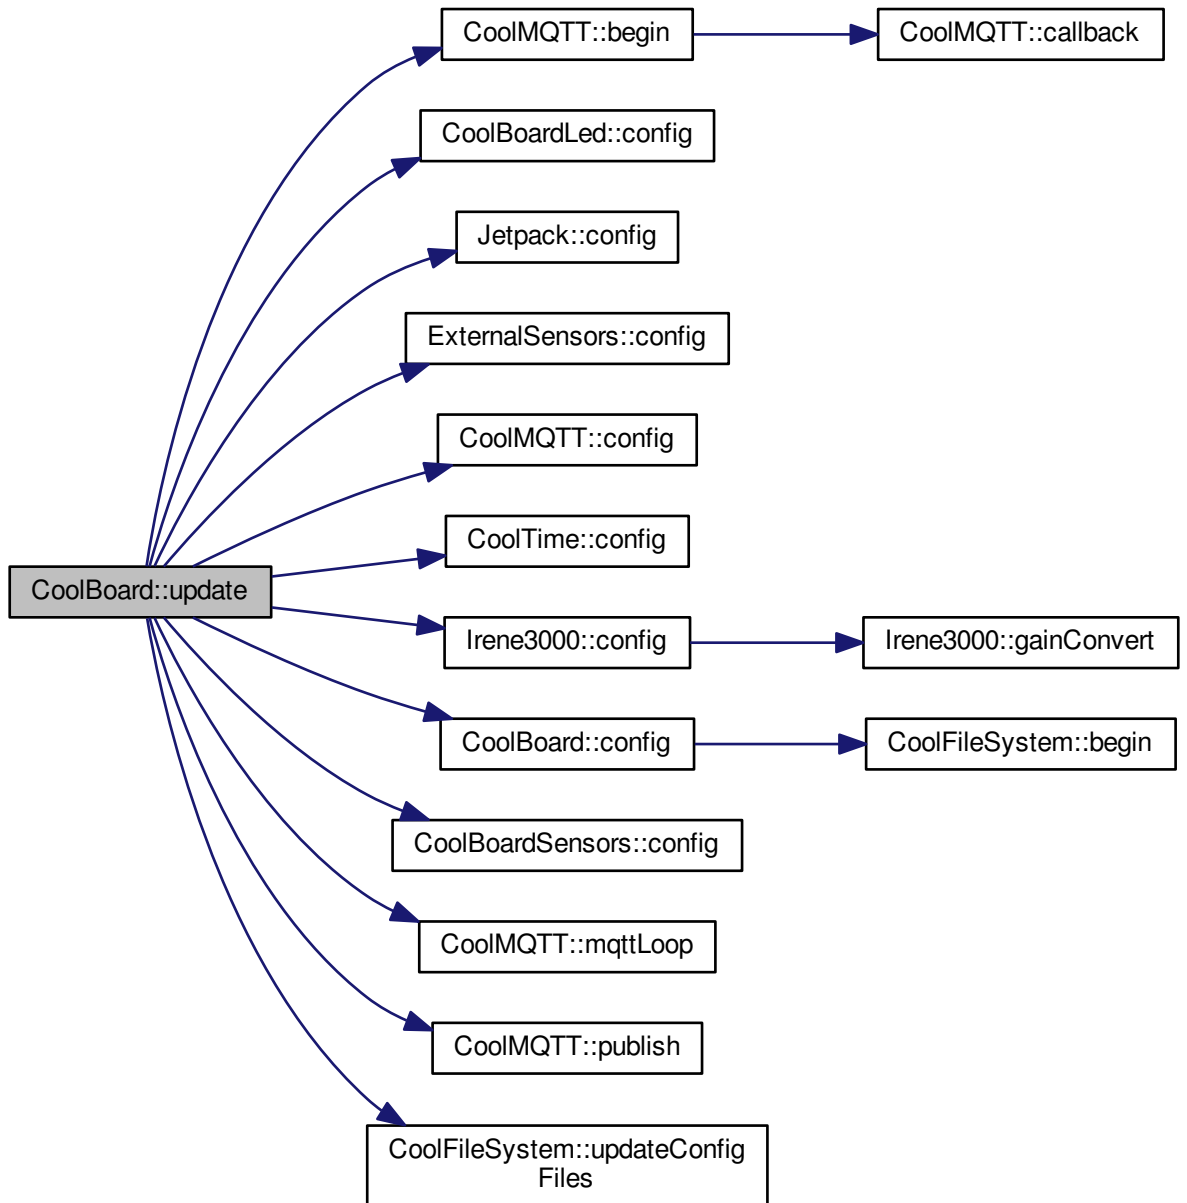 CoolMQTT::begin
CoolMQTT::callback
CoolBoardLed::config
Jetpack::config
ExternalSensors::config
CoolMQTT::config
CoolTime::config
CoolBoard::update
Irene3000::config
Irene3000::gainConvert
CoolBoard::config
CoolFileSystem::begin
CoolBoardSensors::config
CoolMQTT::mqttLoop
CoolMQTT::publish
CoolFileSystem::updateConfig
Files